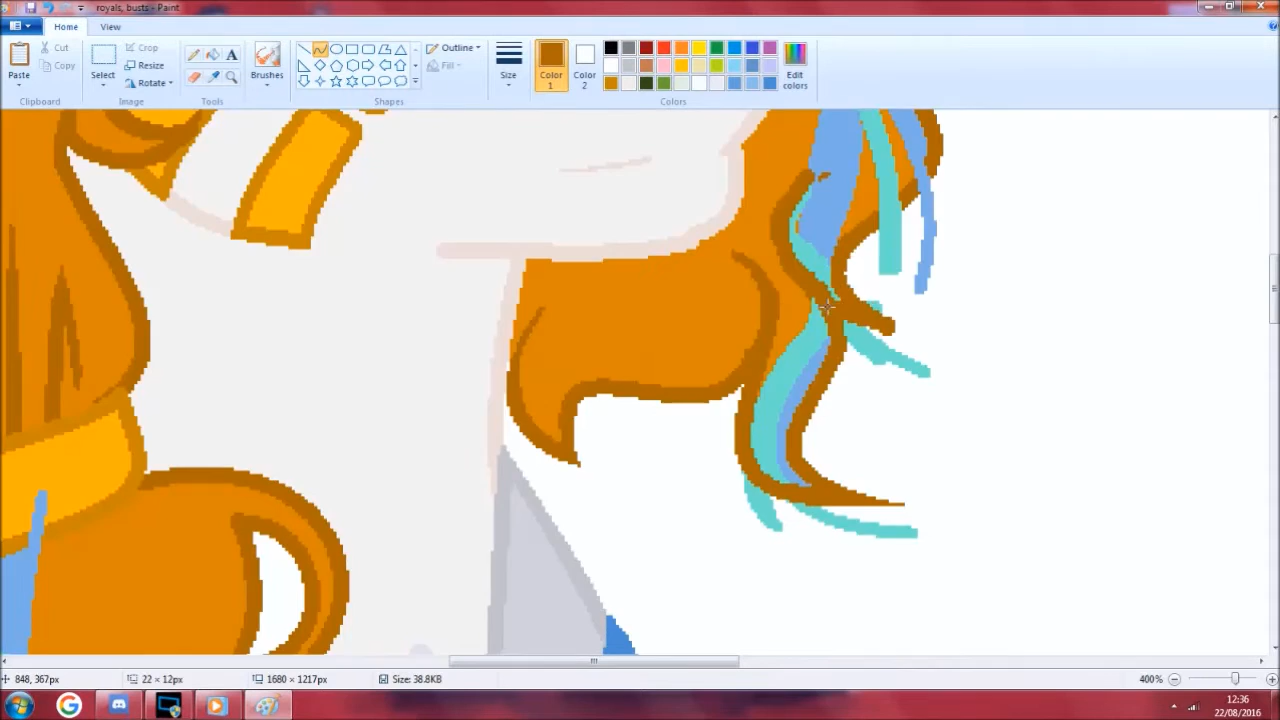 royals, busts - Paint
Home
View
Paste
Cut
Copy
Clipboard
Select
Crop
Resize
Rotate
Image
A
Tools
Brushes
Outline
Fill
Shapes
Size
Color 1
Color 2
Edit colors
Colors
848, 367px
22 × 12px
1680 × 1217px
Size: 38.8KB
400%
12:36
22/08/2016